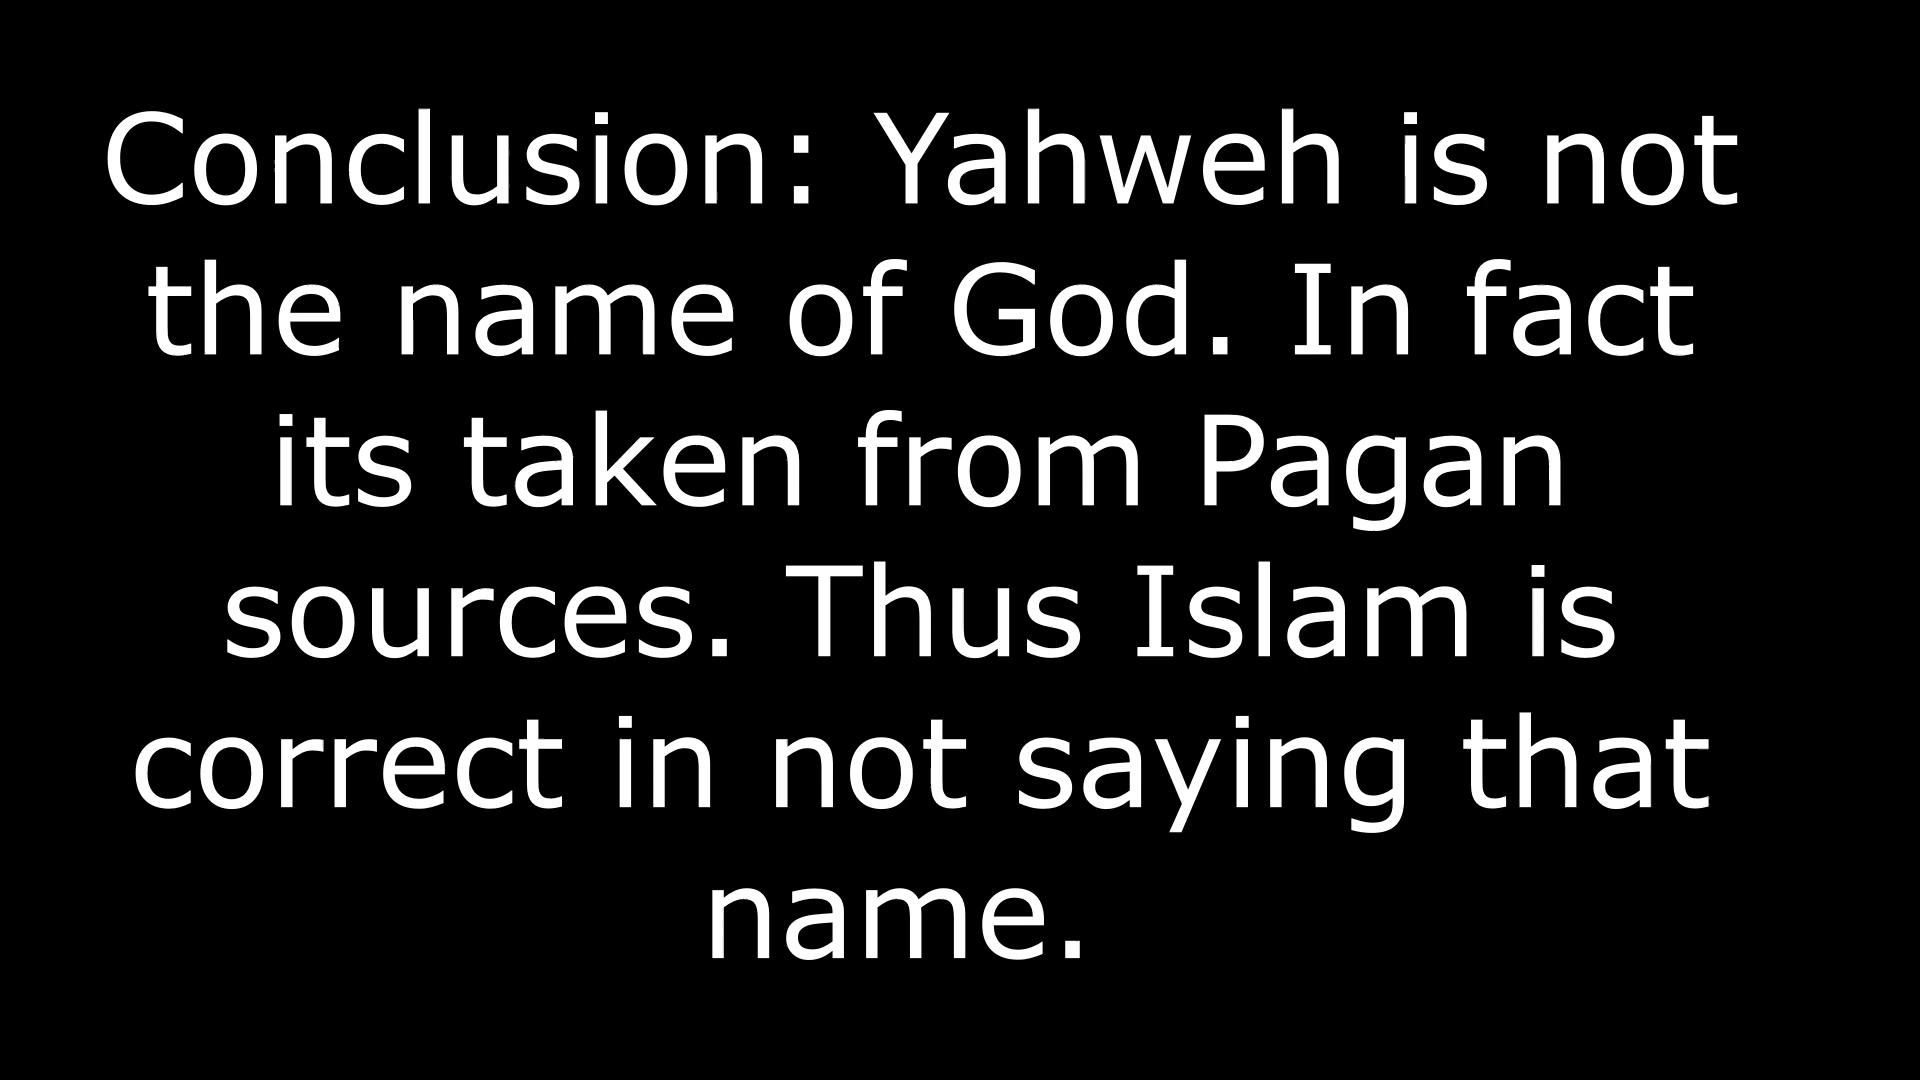 Conclusion: Yahweh is not
the name of God. In fact
its taken from Pagan
sources. Thus Islam is
correct in not saying that
name.